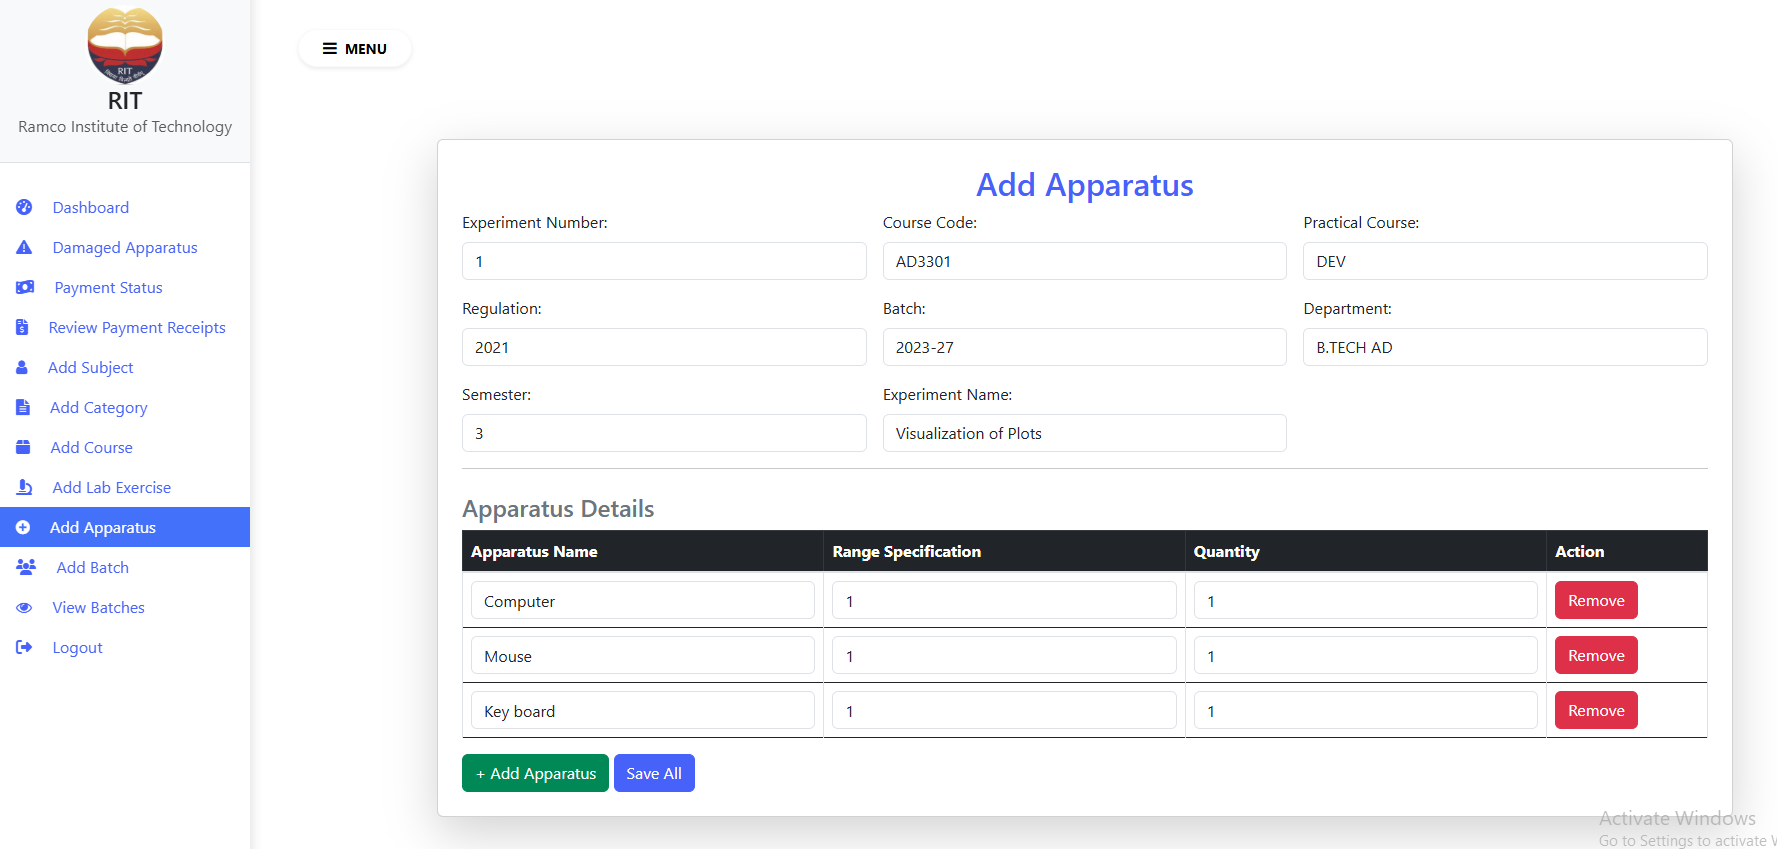 RIT
RIT
Ramco Institute of Technology
Dashboard
Damaged Apparatus
Payment Status
Review Payment Receipts
Add Subject
Add Category
Add Course
Add Lab Exercise
Add Apparatus
Add Batch
View Batches
Logout
MENU
Add Apparatus
Experiment Number: Course Code: Practical Course:
1 AD3301 DEV
Regulation: Batch: Department:
2021 2023-27 B.TECH AD
Semester: Experiment Name:
3 Visualization of Plots
Apparatus Details
Apparatus Name Range Specification Quantity Action
Computer 1 1 Remove
Mouse 1 1 Remove
Key board 1 1 Remove
+ Add Apparatus Save All
Activate Windows
Go to Settings to activate